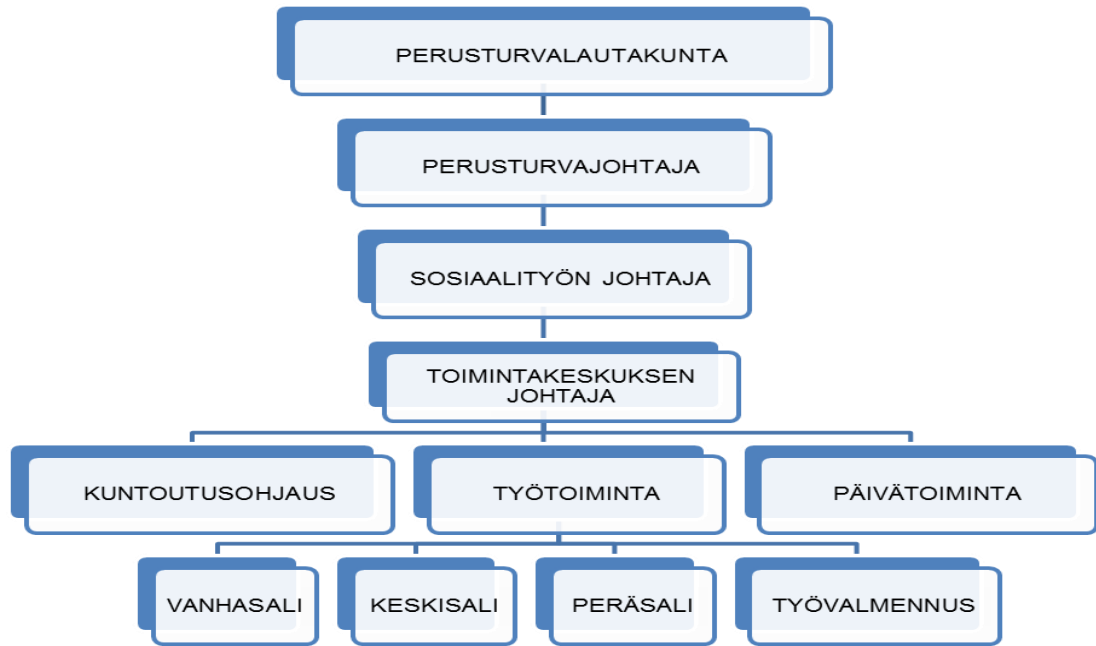 PERUSTURVALAUTAKUNTA
PERUSTURVAJOHTAJA
SOSIAALITYÖN JOHTAJA
TOIMINTAKESKUKSEN
JOHTAJA
KUNTOUTUSOHJAUS
TYÖTOIMINTA
PÄIVÄTOIMINTA
VANHASALI
KESKISALI
PERÄSALI
TYÖVALMENNUS